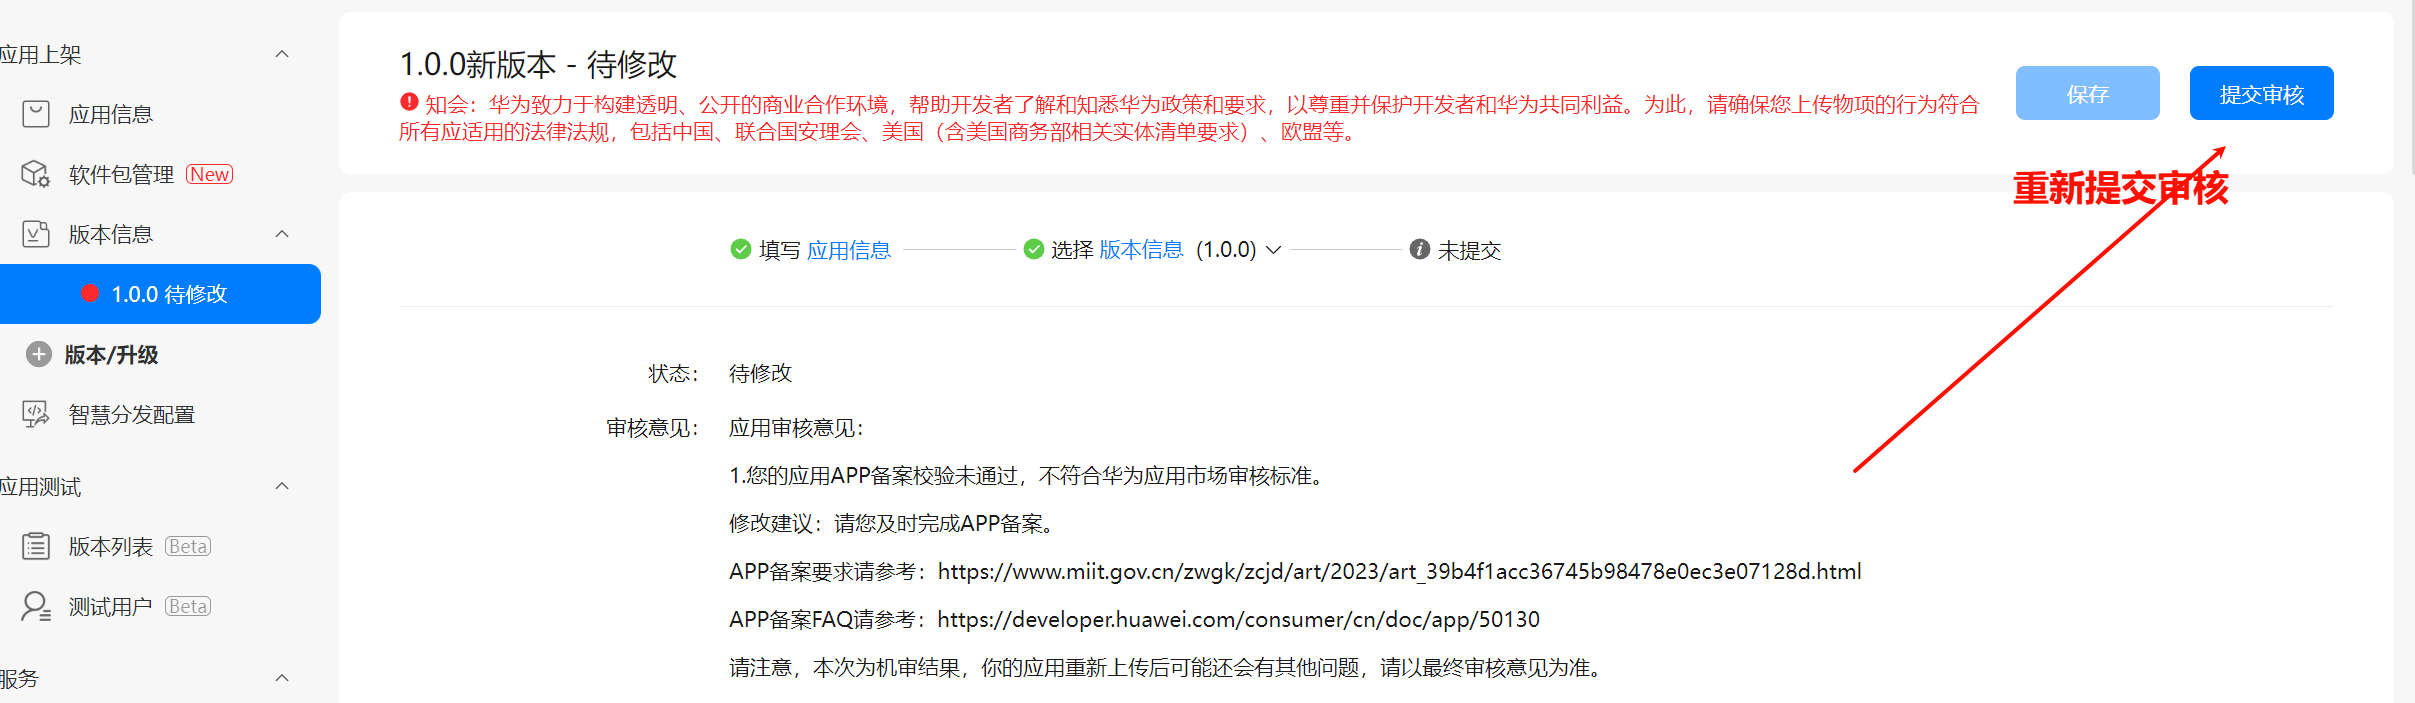 应用上架
应用信息
软件包管理 New
版本信息
1.0.0 待修改
版本/升级
智慧分发配置
应用测试
版本列表 Beta
测试用户 Beta
服务
1.0.0新版本 - 待修改
知会：华为致力于构建透明、公开的商业合作环境，帮助开发者了解和知悉华为政策和要求，以尊重并保护开发者和华为共同利益。为此，请确保您上传物项的行为符合
所有应适用的法律法规，包括中国、联合国安理会、美国（含美国商务部相关实体清单要求）、欧盟等。
保存
提交审核
重新提交审核
填写 应用信息
选择 版本信息 (1.0.0)
未提交
状态： 待修改
审核意见： 应用审核意见：
1.您的应用APP备案校验未通过，不符合华为应用市场审核标准。
修改建议：请您及时完成APP备案。
APP备案要求请参考：https://www.miit.gov.cn/zwgk/zcjd/art/2023/art_39b4f1acc36745b98478e0ec3e07128d.html
APP备案FAQ请参考：https://developer.huawei.com/consumer/cn/doc/app/50130
请注意，本次为机审结果，你的应用重新上传后可能还会有其他问题，请以最终审核意见为准。